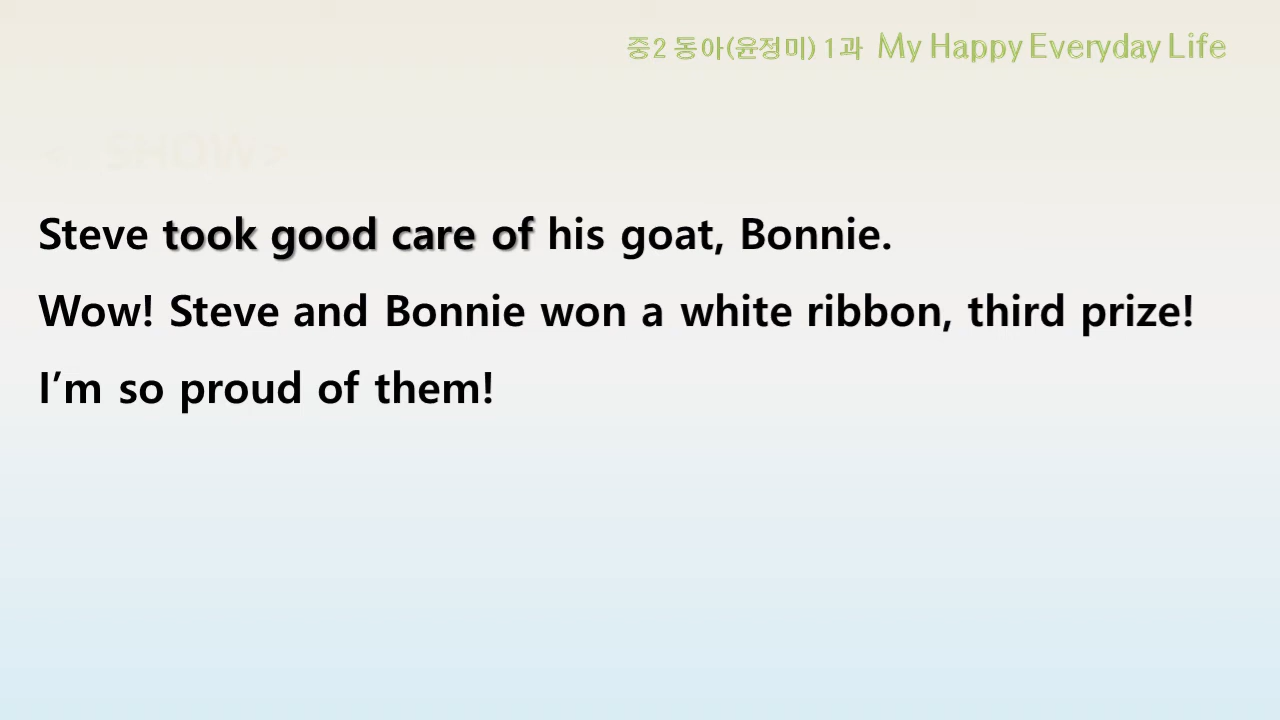 중2 동아(윤정미) 1과 My Happy Everyday Life
SHOW>
Steve took good care of his goat, Bonnie.
Wow! Steve and Bonnie won a white ribbon, third prize!
I’m so proud of them!